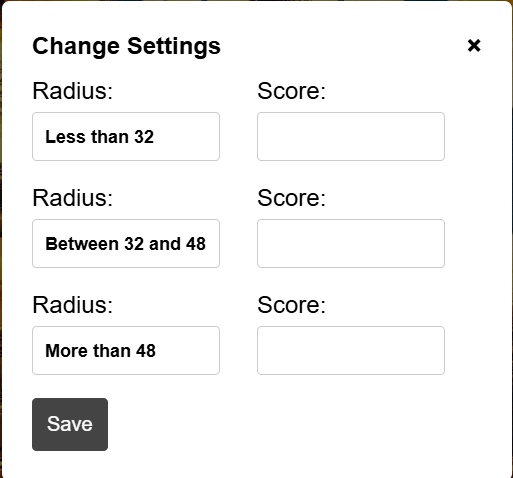 Change Settings ×
Radius: Score:
Less than 32
Radius: Score:
Between 32 and 48
Radius: Score:
More than 48
Save